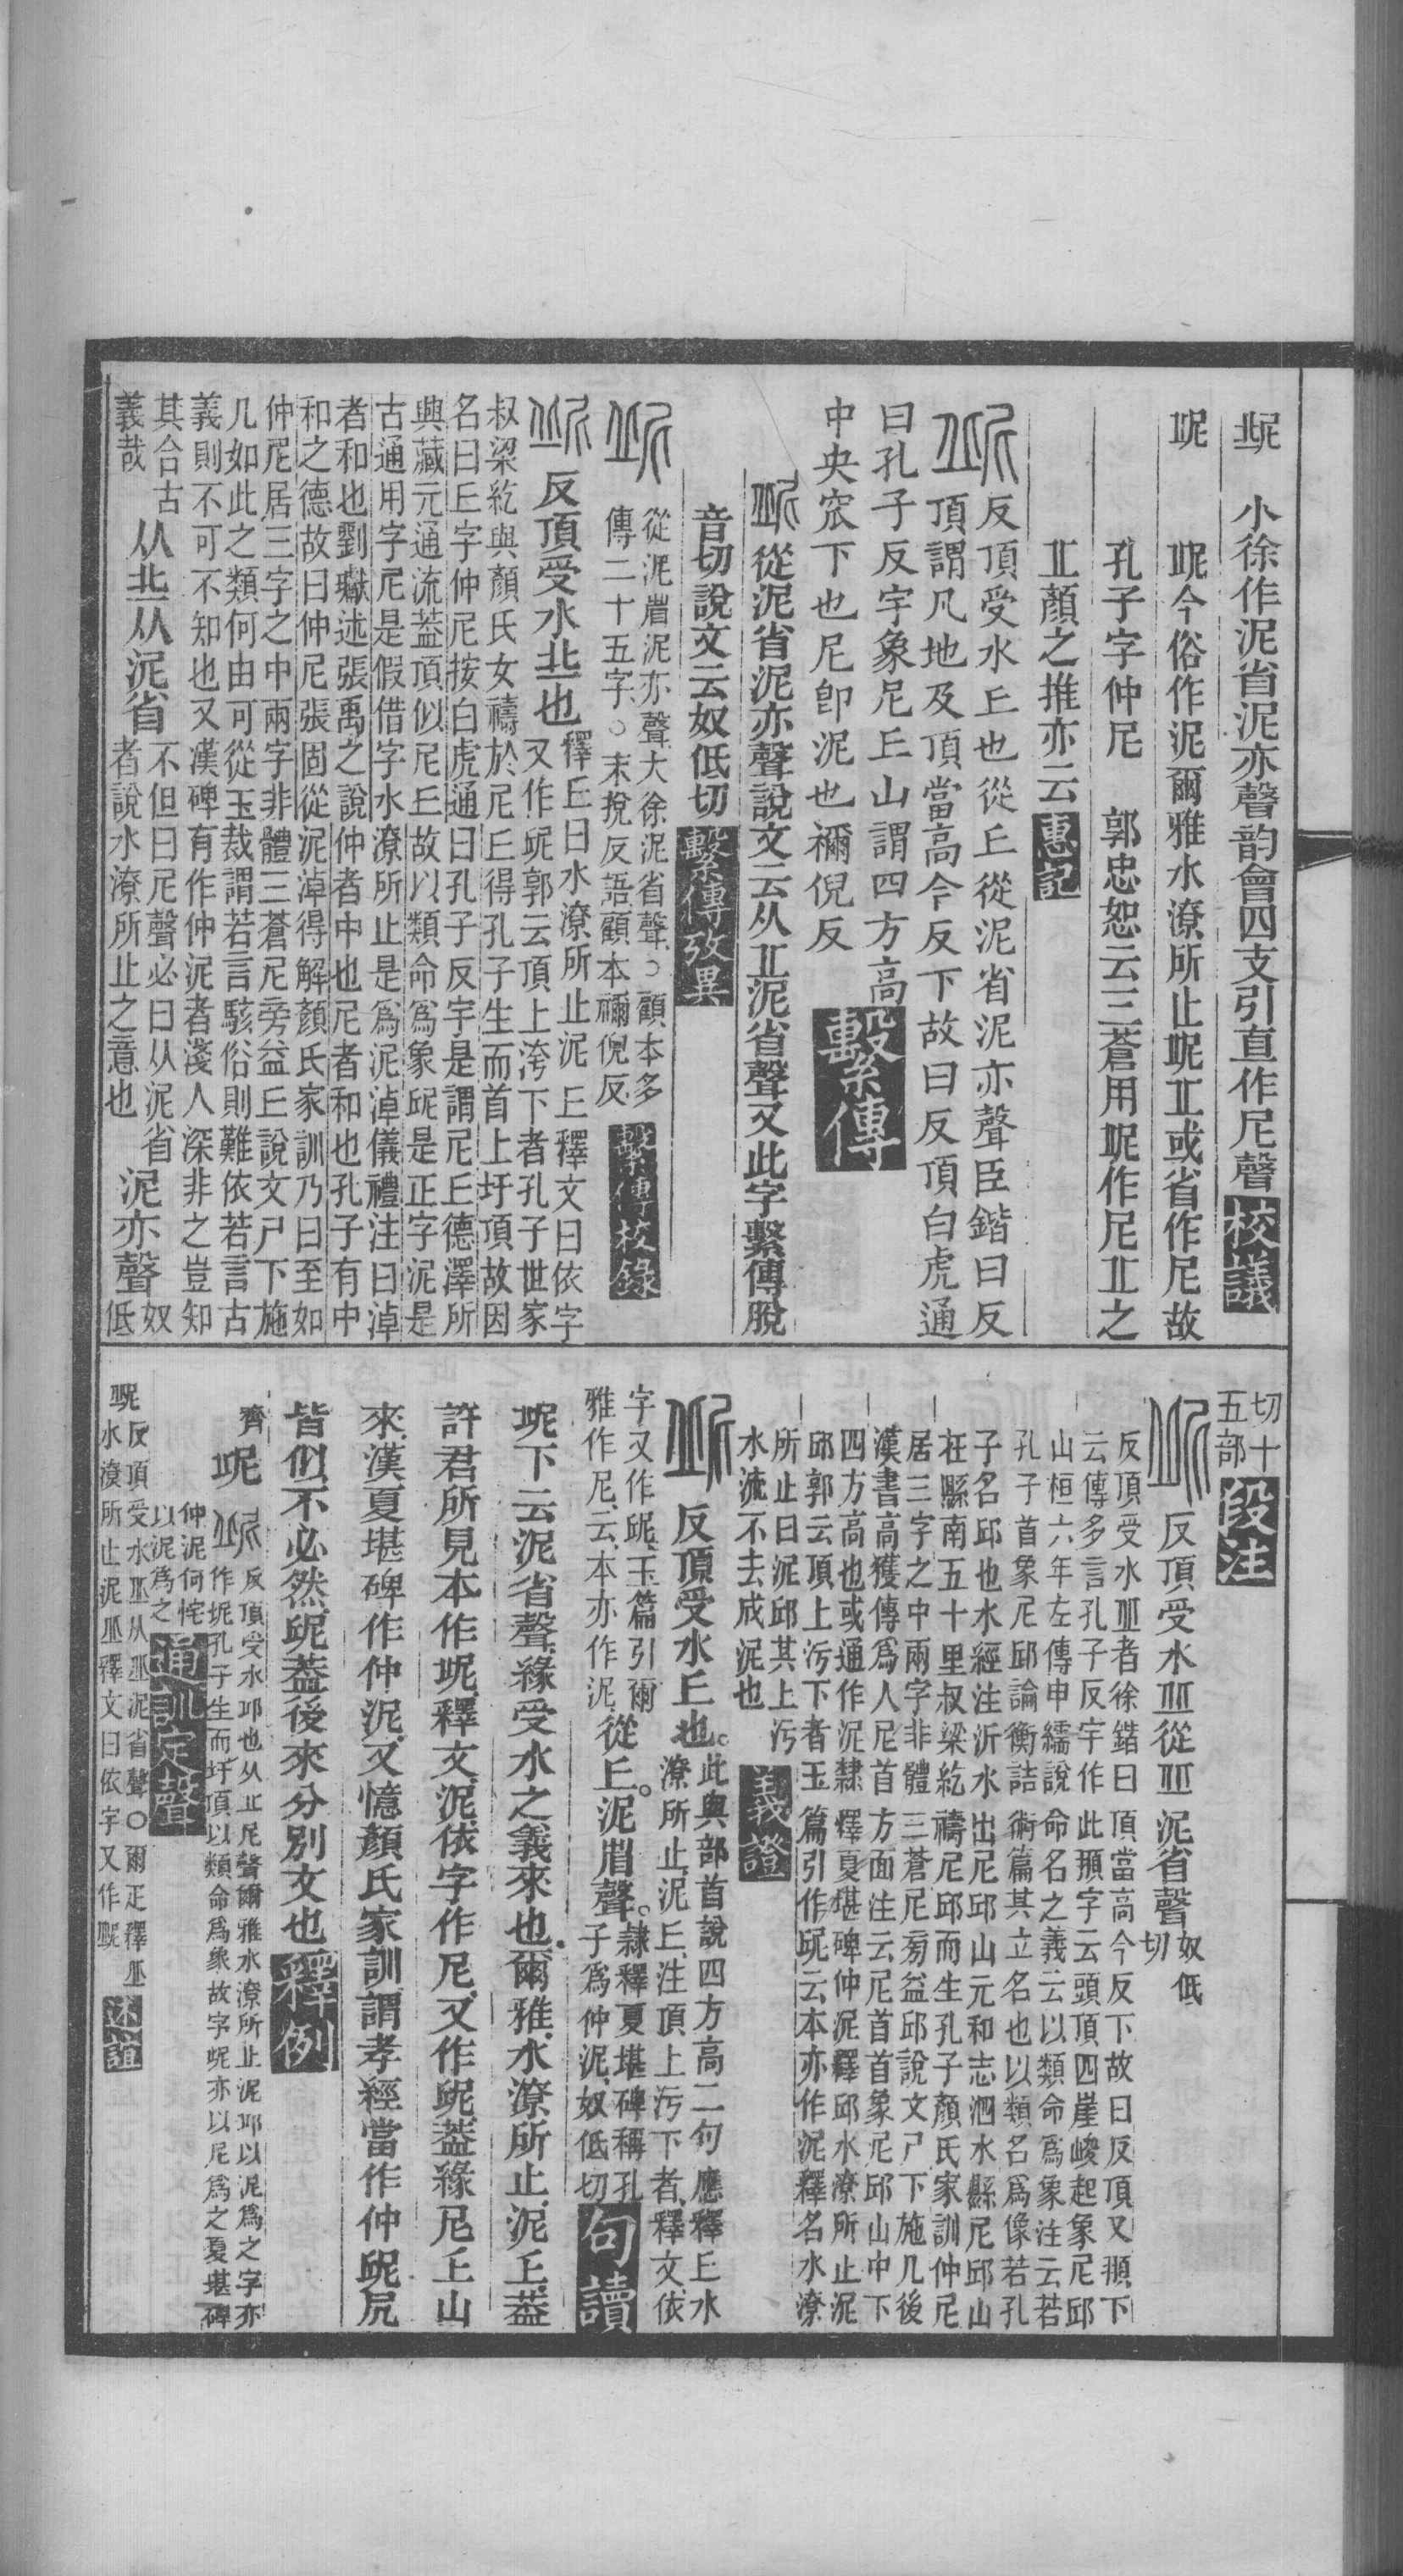 小徐作泥省泥亦聲韵會四支引直作尼聲校議
昵今俗作泥爾雅水潦所止昵丠或省作尼故
孔子字仲尼　郭忠恕云三蒼用昵作尼丠之
丠顏之推亦云惠記
反頂受水丘也從丘從泥省泥亦聲臣鍇曰反
頂謂凡地及頂當高今反下故曰反頂白虎通
曰孔子反宇象尼丘山謂四方高
中央窊下也尼卽泥也禰倪反
繫傳
從泥省泥亦聲說文云从丠泥省聲又此字繫傳脫
音切說文云奴低切繫傳攷異
從泥省泥亦聲大徐泥省聲○顧本多
傳二十五字○末挩反語顧本禰倪反
繫傳校錄
反頂受水丠也
釋丘曰水潦所止泥丘釋文曰依字
又作𡰥郭云頂上洿下者孔子世家
叔梁紇與顏氏女禱於尼丘得孔子生而首上圩頂故因
名曰丘字仲尼按白虎通曰孔子反宇是謂尼丘德澤所
興藏元通流蓋頂似尼丘故以類命爲象𡰥是正字泥是
古通用字尼是假借字水潦所止是爲泥淖儀禮注曰淖
者和也劉瓛述張禹之說仲者中也尼者和也孔子有中
和之德故曰仲尼張固從泥淖得解顏氏家訓乃曰至如
仲尼居三字之中兩字非體三蒼尼旁益丘說文尸下施
几如此之類何由可從玉裁謂若言駭俗則難依若言古
義則不可不知也又漢碑有作仲泥者淺人深非之豈知
其合古
義哉
从丠从泥省
不但曰尼聲必曰从泥省
者說水潦所止之意也
泥亦聲
奴
低
切十
五部
段注
反頂受水丘從丘　泥省聲
奴低
切
反頂受水丘者徐鍇曰　頂當高今反下故曰反頂又𩑶下
云傳多言孔子反宇作　此𩑶字云頭頂四崖峻起象尼邱
山桓六年左傳申繻說　命名之義云以類命爲象注云若
孔子首象尼邱論衡詰　術篇其立名也以類名爲像若孔
子名邱也水經注沂水　出尼邱山元和志泗水縣尼邱山
在縣南五十里叔梁紇　禱尼邱而生孔子顏氏家訓仲尼
居三字之中兩字非體　三蒼尼旁益邱說文尸下施几後
漢書高獲傳爲人尼首　方面注云尼首首象尼邱山中下
四方高也或通作泥隸　釋夏堪碑仲泥釋邱水潦所止泥
邱郭云頂上污下者玉　篇引作𡰥云本亦作泥釋名水潦
所止曰泥邱其上污
水流不去成泥也
義證
反頂受水丘也。
此與部首說四方高二句應釋丘水
潦所止泥丘注頂上污下者釋文依
字又作𡰥玉篇引爾
雅作尼云本亦作泥
從丘。泥省聲。
隸釋夏堪碑稱孔
子爲仲泥奴低切
句讀
坭下云泥省聲緣受水之義來也爾雅水潦所止泥丘蓋
許君所見本作坭釋文泥依字作尼又作𡰥蓋緣尼丘山
來漢夏堪碑作仲泥又憶顏氏家訓謂孝經當作仲𡰥凥
皆似不必然𡰥蓋後來分別文也釋例
齊
反頂受水邱也从丠尼聲爾雅水潦所止泥邱以泥爲之字亦
作坭孔子生而圩頂以類命爲象故字昵亦以尼爲之夏堪碑
仲泥何侘
以泥爲之
通訓定聲
反頂受水丠从丠泥省聲○爾疋釋丠
水潦所止泥丠釋文曰依字又作
述誼